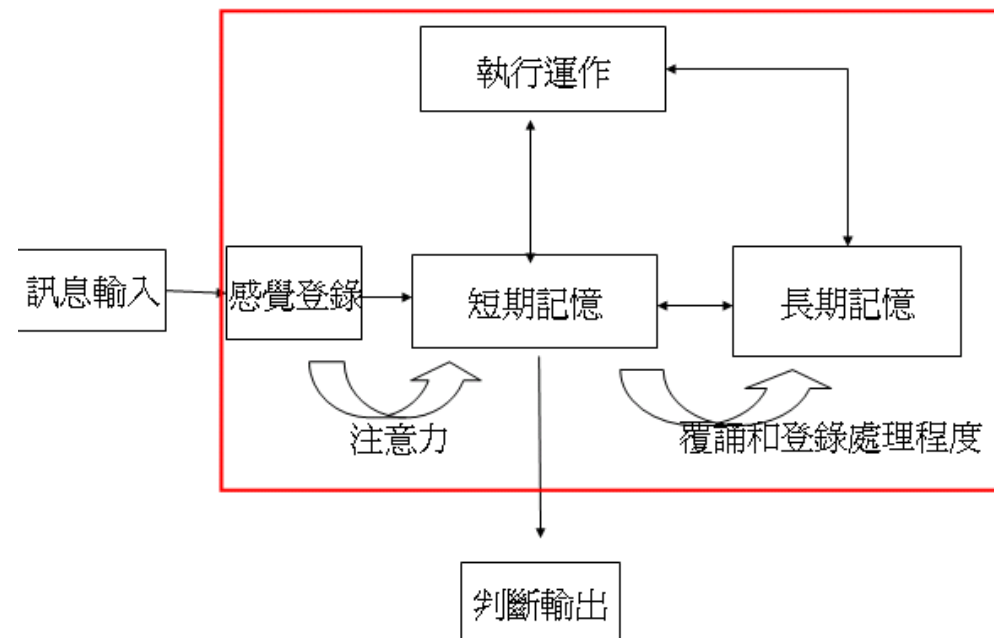 執行運作
訊息輸入
感覺登錄
短期記憶
長期記憶
注意力
覆誦和登錄處理程度
判斷輸出